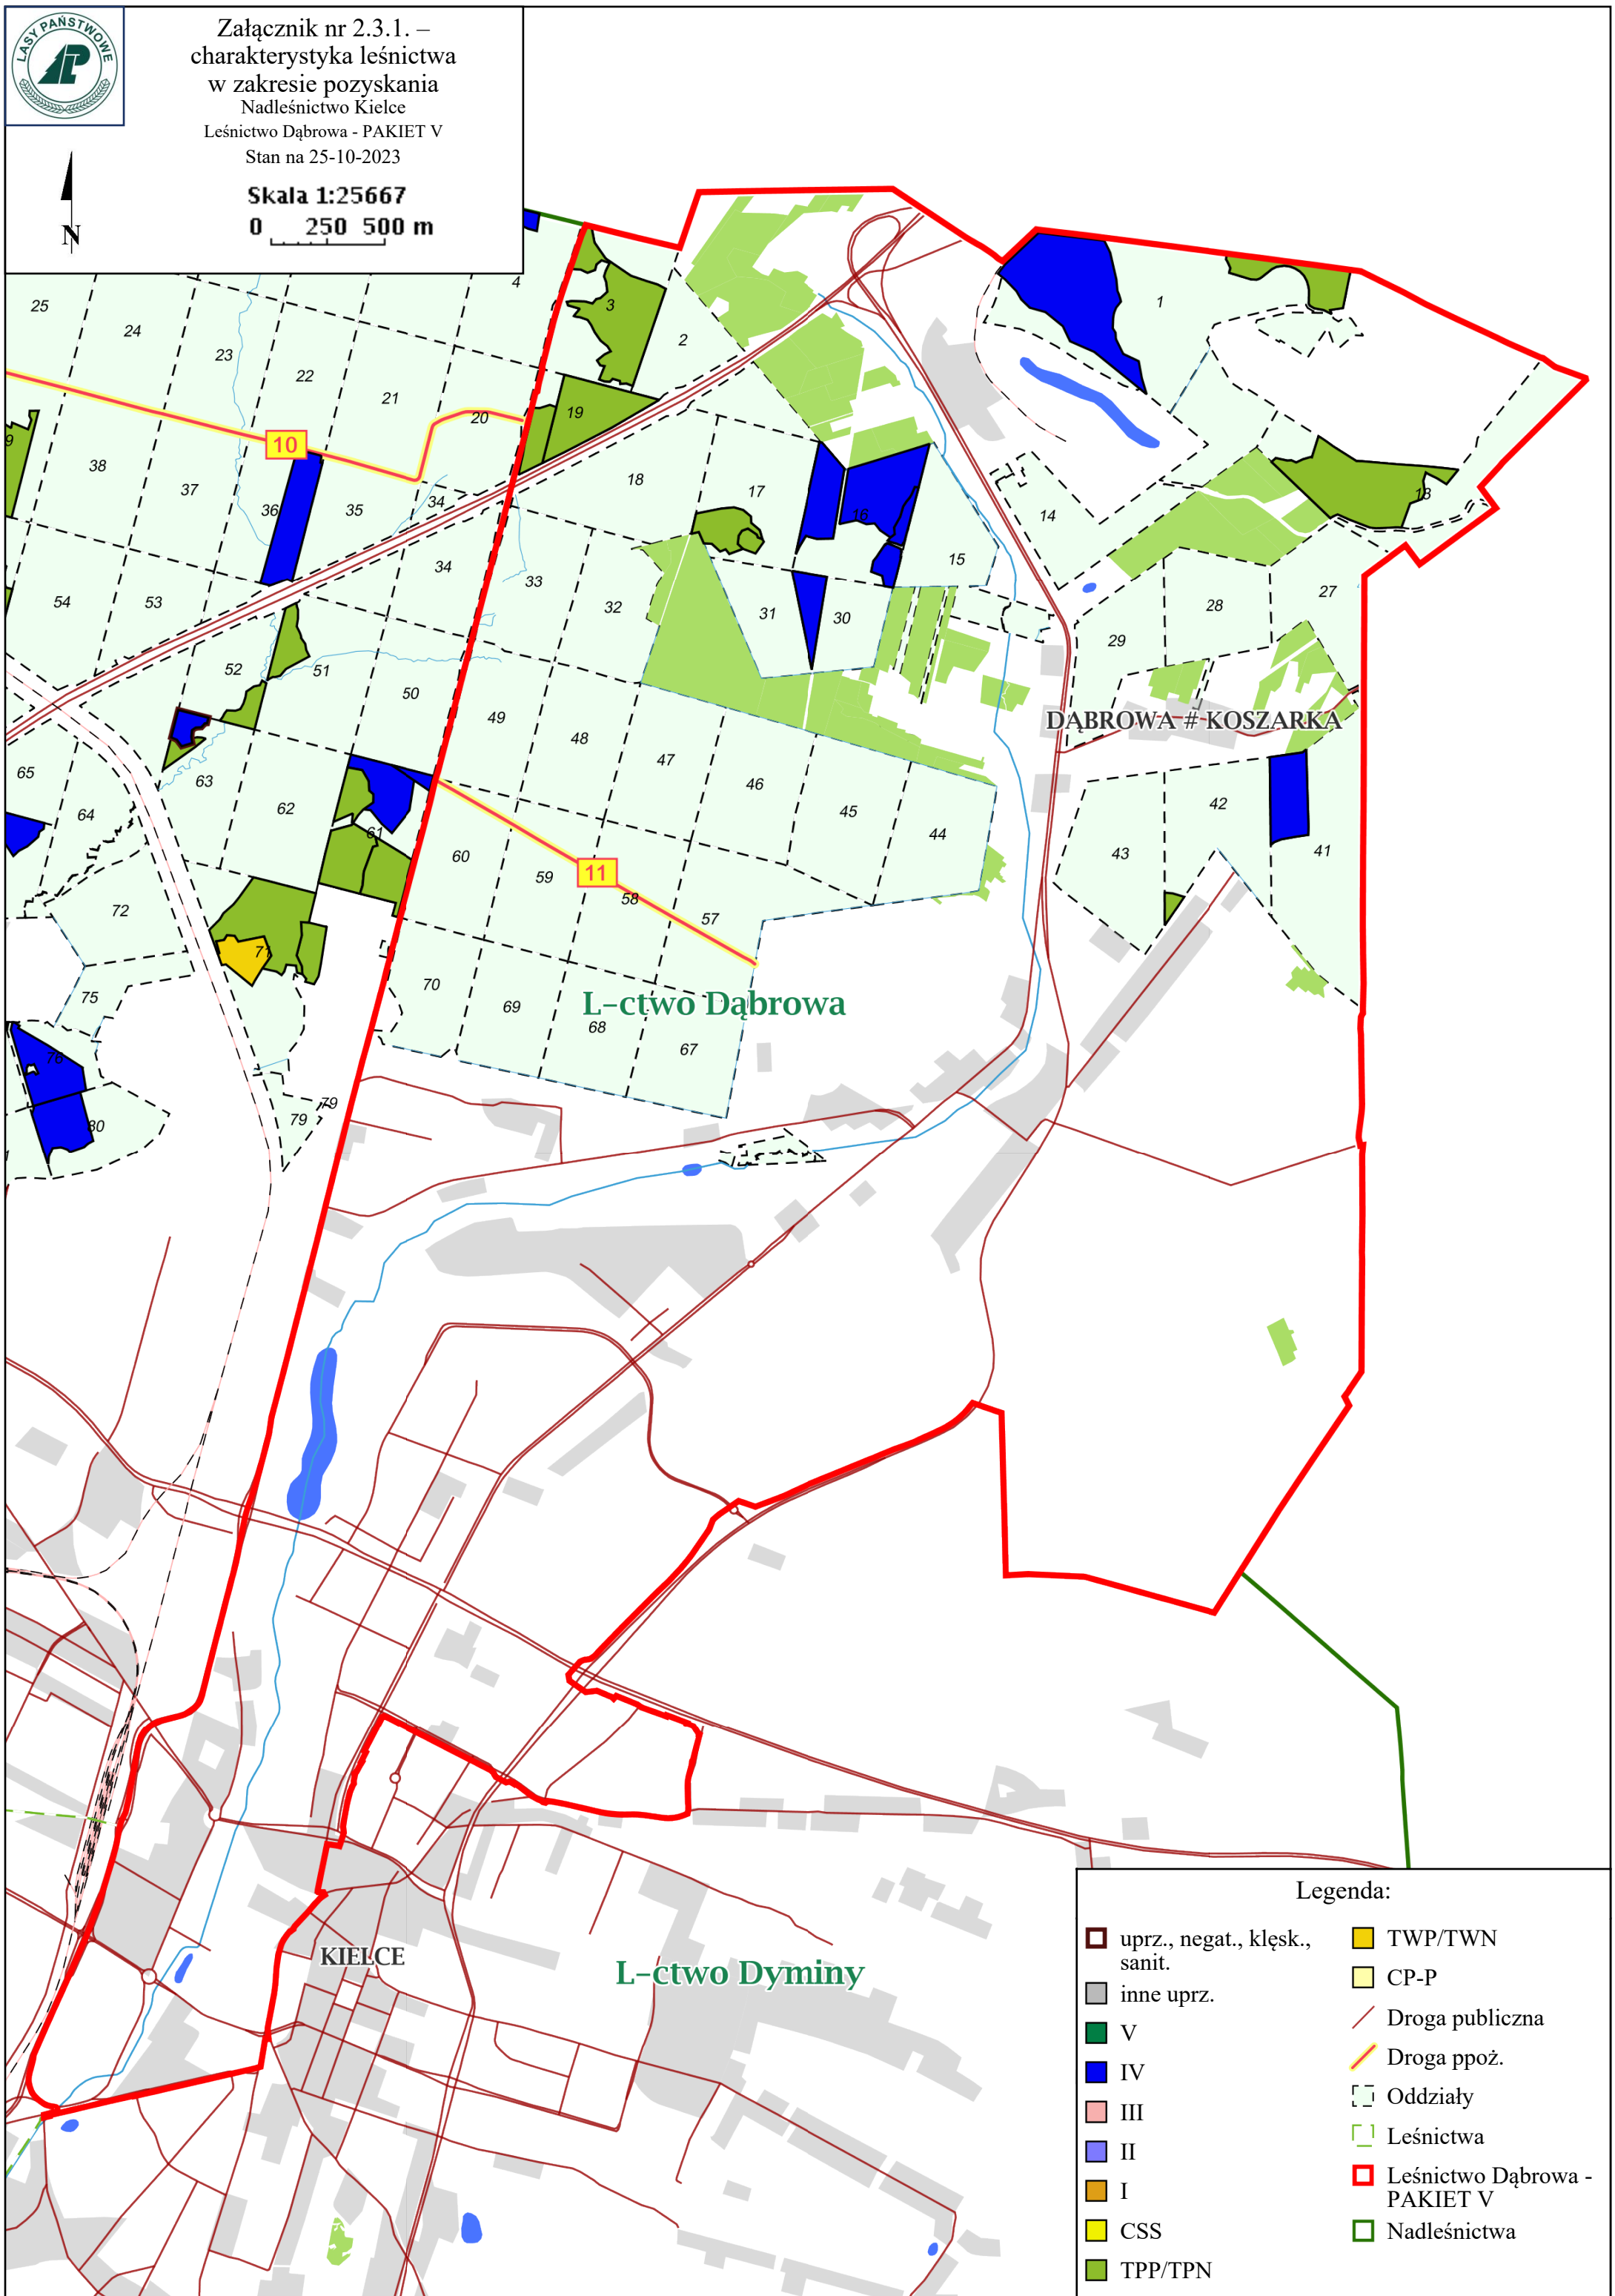 LASY PAŃSTWOWE
Załącznik nr 2.3.1. –
charakterystyka leśnictwa
w zakresie pozyskania
Nadleśnictwo Kielce
Leśnictwo Dąbrowa - PAKIET V
Stan na 25-10-2023
Skala 1:25667
0 250 500 m
N
4
25
24
23
22
21
20
3
2
1
19
10
9
38
37
36
35
34
18
17
16
15
14
13
54
53
34
33
32
31
30
29
28
27
52
51
50
49
48
47
46
45
44
DĄBROWA # KOSZARKA
65
64
63
62
61
60
59
11
58
57
43
42
41
72
71
70
69
68
67
L-ctwo Dąbrowa
75
76
80
79
79
KIELCE
L-ctwo Dyminy
Legenda:
uprz., negat., klęsk.,
sanit.
inne uprz.
V
IV
III
II
I
CSS
TPP/TPN
TWP/TWN
CP-P
Droga publiczna
Droga ppoż.
Oddziały
Leśnictwa
Leśnictwo Dąbrowa -
PAKIET V
Nadleśnictwa